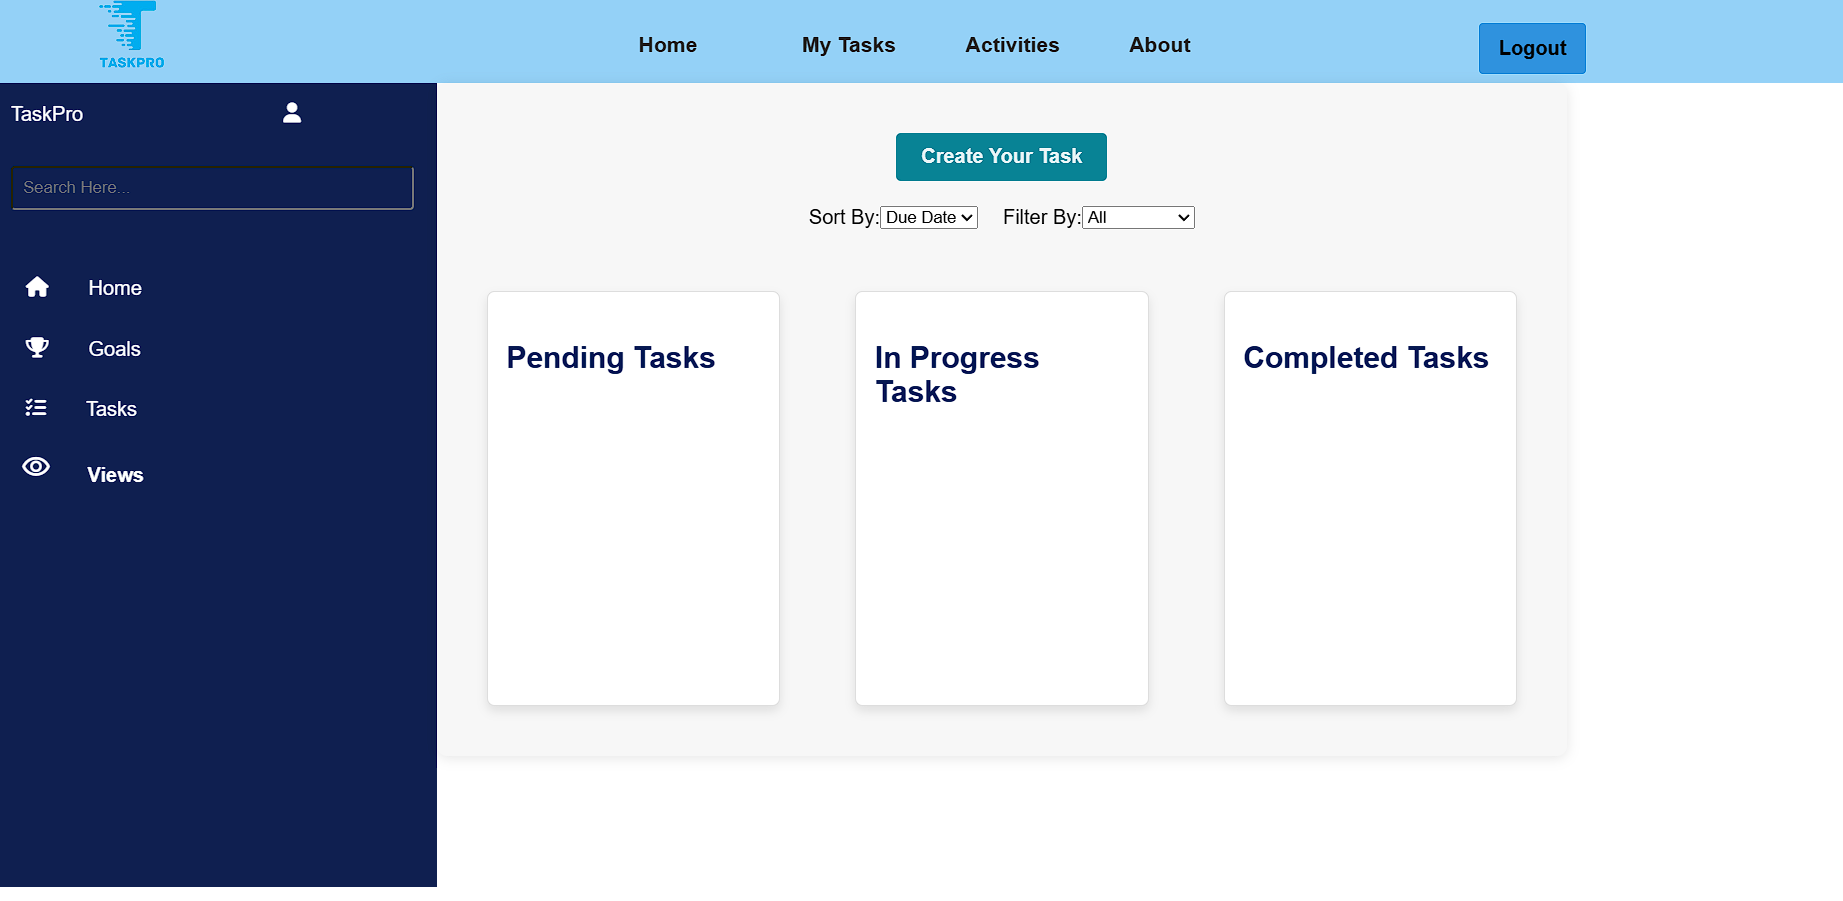 TASKPRO
Home My Tasks Activities About Logout
TaskPro
Search Here...
Home
Goals
Tasks
Views
Create Your Task
Sort By: Due Date Filter By: All
Pending Tasks
In Progress
Tasks
Completed Tasks